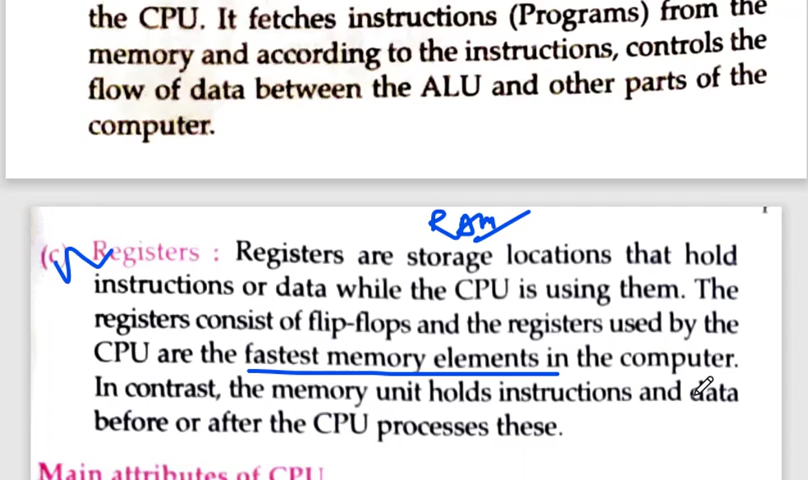 the CPU. It fetches instructions (Programs) from the
memory and according to the instructions, controls the
flow of data between the ALU and other parts of the
computer.
RAM
(c) Registers : Registers are storage locations that hold
instructions or data while the CPU is using them. The
registers consist of flip-flops and the registers used by the
CPU are the fastest memory elements in the computer.
In contrast, the memory unit holds instructions and data
before or after the CPU processes these.
Main attributes of CPU